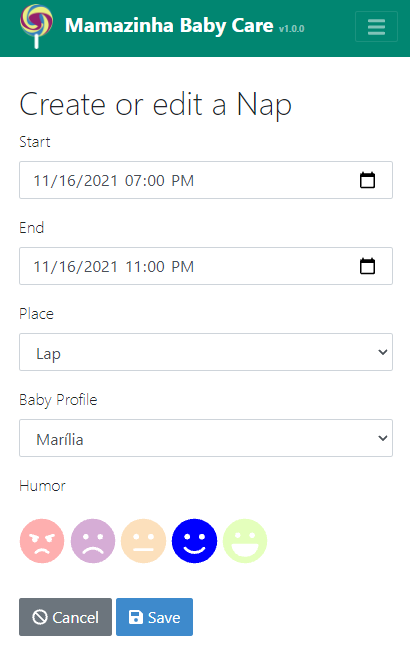 Mamazinha Baby Care v1.0.0
Create or edit a Nap
Start
11/16/2021 07:00 PM
End
11/16/2021 11:00 PM
Place
Lap
Baby Profile
Marília
Humor
Cancel Save